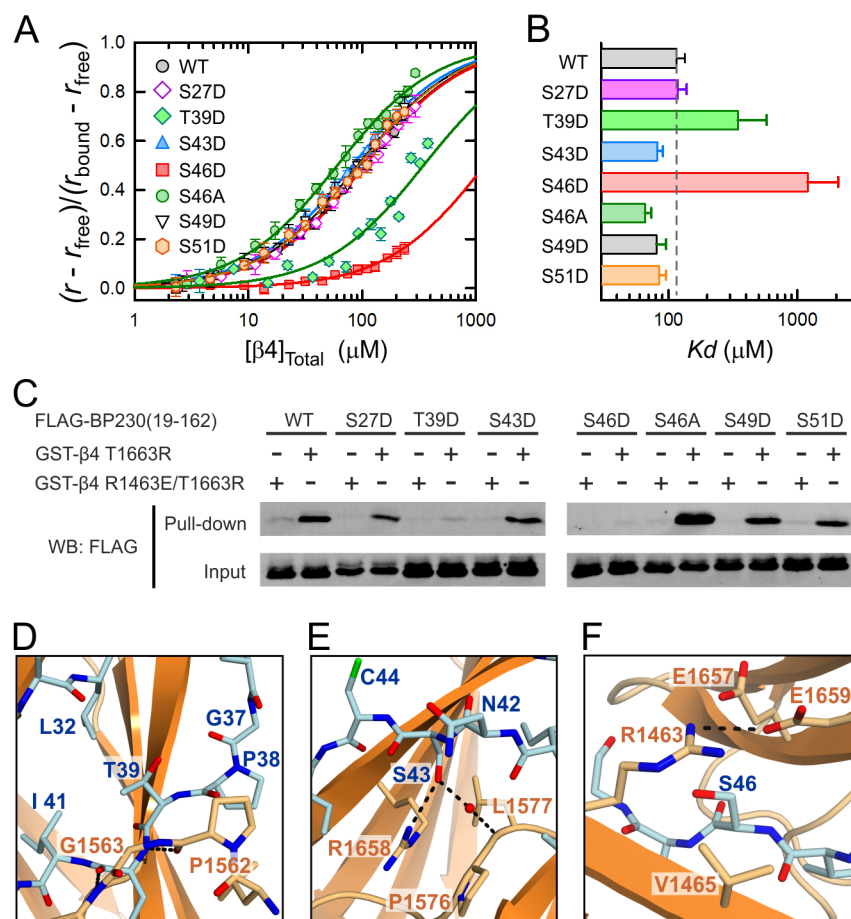 A
(r - r_free)/(r_bound - r_free)
1.0
0.8
0.6
0.4
0.2
0.0
WT
S27D
T39D
S43D
S46D
S46A
S49D
S51D
1 10 100 1000
[β4]Total (μM)
B
WT
S27D
T39D
S43D
S46D
S46A
S49D
S51D
100 1000
Kd (μM)
C
FLAG-BP230(19-162) WT S27D T39D S43D S46D S46A S49D S51D
GST-β4 T1663R - + - + - + - + - + - + - + - +
GST-β4 R1463E/T1663R + - + - + - + - + - + - + - + -
WB: FLAG
Pull-down
Input
D
L32
G37
T39
P38
I 41
G1563
P1562
E
C44
N42
S43
L1577
R1658
P1576
F
E1657
E1659
R1463
S46
V1465